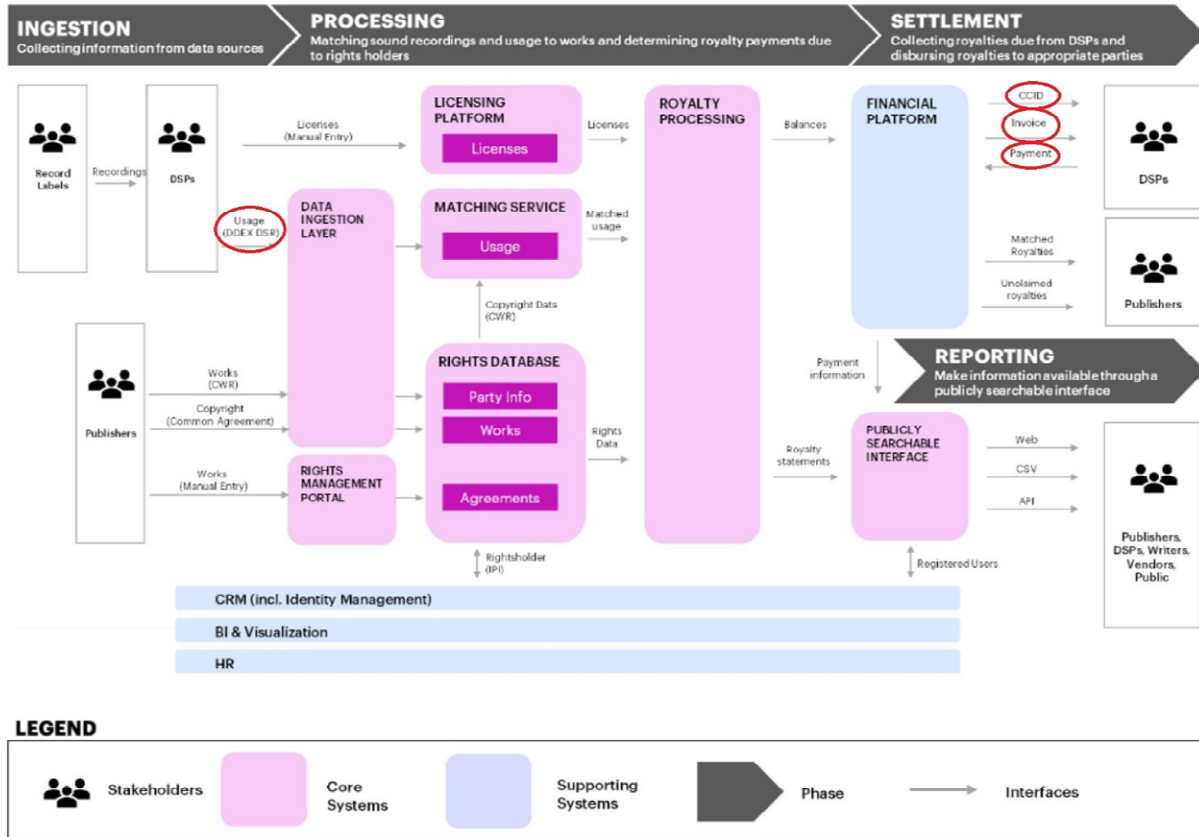 INGESTION
Collecting information from data sources
PROCESSING
Matching sound recordings and usage to works and determining royalty payments due
to rights holders
SETTLEMENT
Collecting royalties due from DSPs and
disbursing royalties to appropriate parties
Record
Labels
Recordings
DSPs
Licenses
(Manual Entry)
Usage
(DDEX DSR)
DATA
INGESTION
LAYER
LICENSING
PLATFORM
Licenses
Licenses
MATCHING SERVICE
Usage
Matched
usage
Copyright Data
(CWR)
ROYALTY
PROCESSING
Balances
FINANCIAL
PLATFORM
CCID
Invoice
Payment
DSPs
Matched
Royalties
Unclaimed
royalties
Publishers
Publishers
Works
(CWR)
Copyright
(Common Agreement)
Works
(Manual Entry)
RIGHTS
MANAGEMENT
PORTAL
RIGHTS DATABASE
Party Info
Works
Agreements
Rights
Data
Rightsholder
(IPI)
Payment
information
REPORTING
Make information available through a
publicly searchable interface
Royalty
statements
PUBLICLY
SEARCHABLE
INTERFACE
Web
CSV
API
Registered Users
Publishers,
DSPs, Writers,
Vendors,
Public
CRM (incl. Identity Management)
BI & Visualization
HR
LEGEND
Stakeholders
Core
Systems
Supporting
Systems
Phase
Interfaces